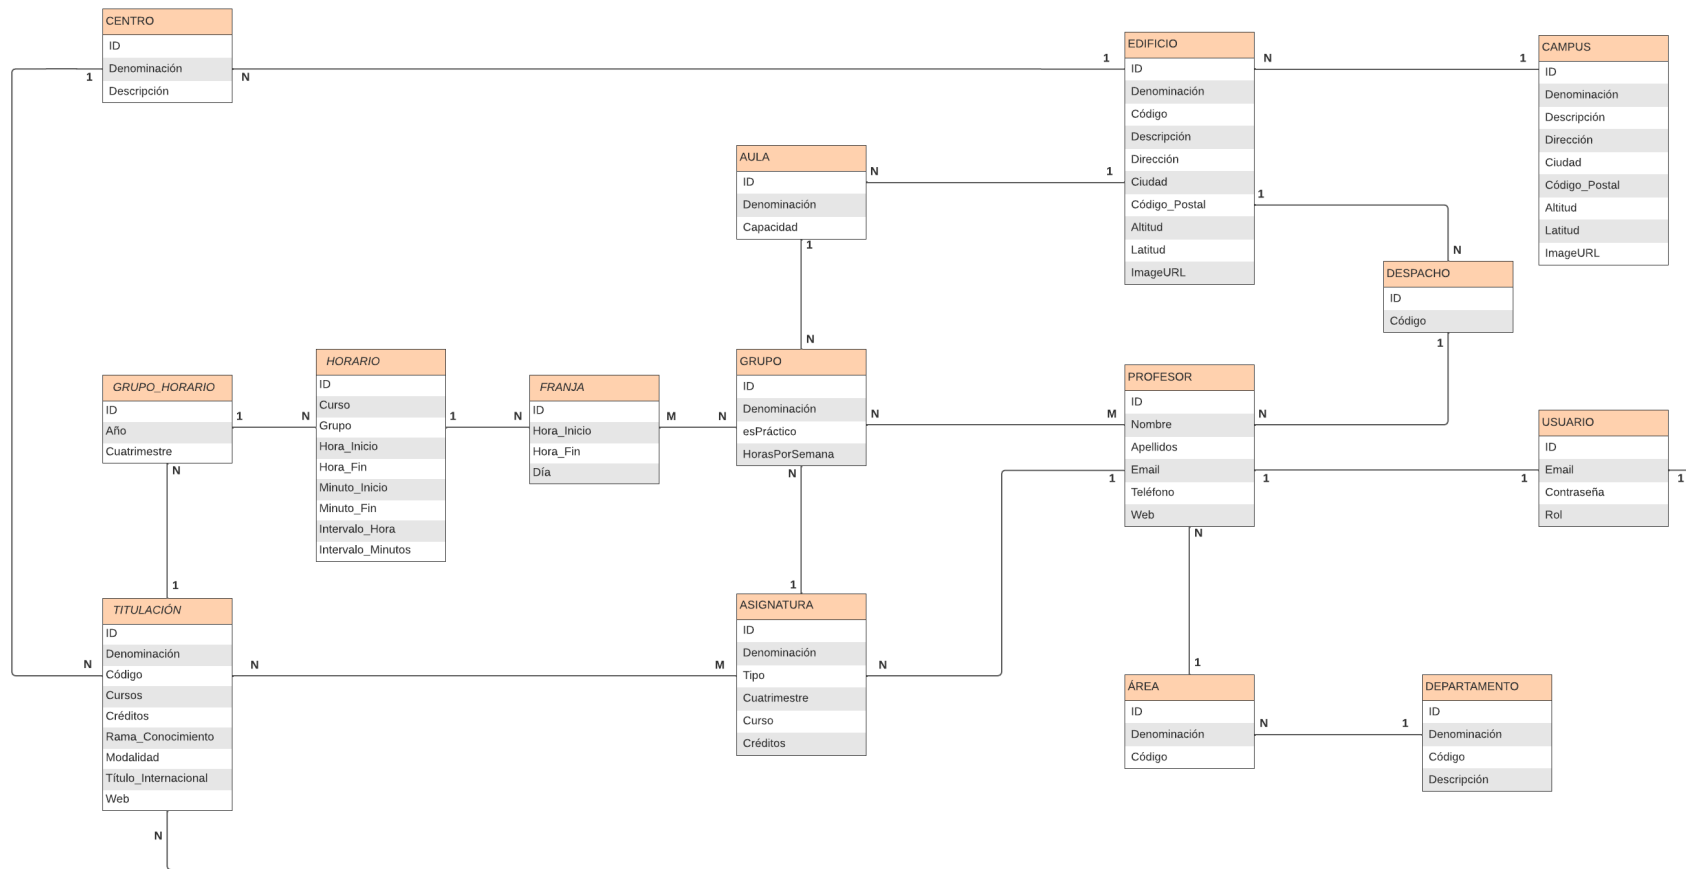 CENTRO
ID
Denominación
Descripción
1
N
1
EDIFICIO
ID
Denominación
Código
Descripción
Dirección
Ciudad
Código_Postal
Altitud
Latitud
ImageURL
N
1
CAMPUS
ID
Denominación
Descripción
Dirección
Ciudad
Código_Postal
Altitud
Latitud
ImageURL
AULA
ID
Denominación
Capacidad
N
1
1
N
1
N
DESPACHO
ID
Código
1
GRUPO_HORARIO
ID
Año
Cuatrimestre
1
N
N
1
HORARIO
ID
Curso
Grupo
Hora_Inicio
Hora_Fin
Minuto_Inicio
Minuto_Fin
Intervalo_Hora
Intervalo_Minutos
1
N
FRANJA
ID
Hora_Inicio
Hora_Fin
Día
M
N
GRUPO
ID
Denominación
esPráctico
HorasPorSemana
N
M
N
1
PROFESOR
ID
Nombre
Apellidos
Email
Teléfono
Web
N
1
1
1
N
1
USUARIO
ID
Email
Contraseña
Rol
1
TITULACIÓN
ID
Denominación
Código
Cursos
Créditos
Rama_Conocimiento
Modalidad
Título_Internacional
Web
N
N
M
N
ASIGNATURA
ID
Denominación
Tipo
Cuatrimestre
Curso
Créditos
N
ÁREA
ID
Denominación
Código
N
1
DEPARTAMENTO
ID
Denominación
Código
Descripción